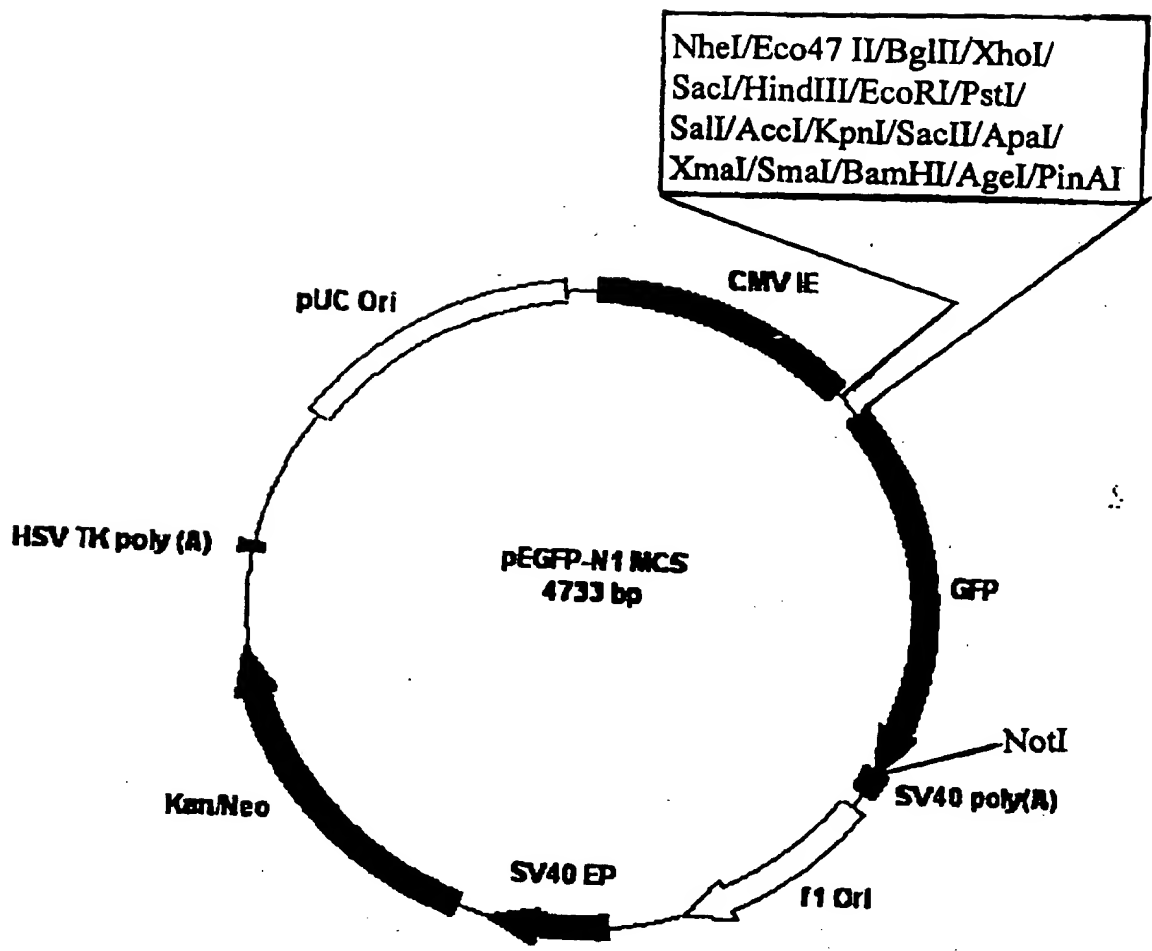 NheI/Eco47 II/BglII/XhoI/
SacI/HindIII/EcoRI/PstI/
SalI/AccI/KpnI/SacII/ApaI/
XmaI/SmaI/BamHI/AgeI/PinAI
CMV IE
pUC Ori
HSV TK poly (A)
pEGFP-N1 MCS
4733 bp
GFP
NotI
SV40 poly(A)
Kan/Neo
SV40 EP
f1 Ori